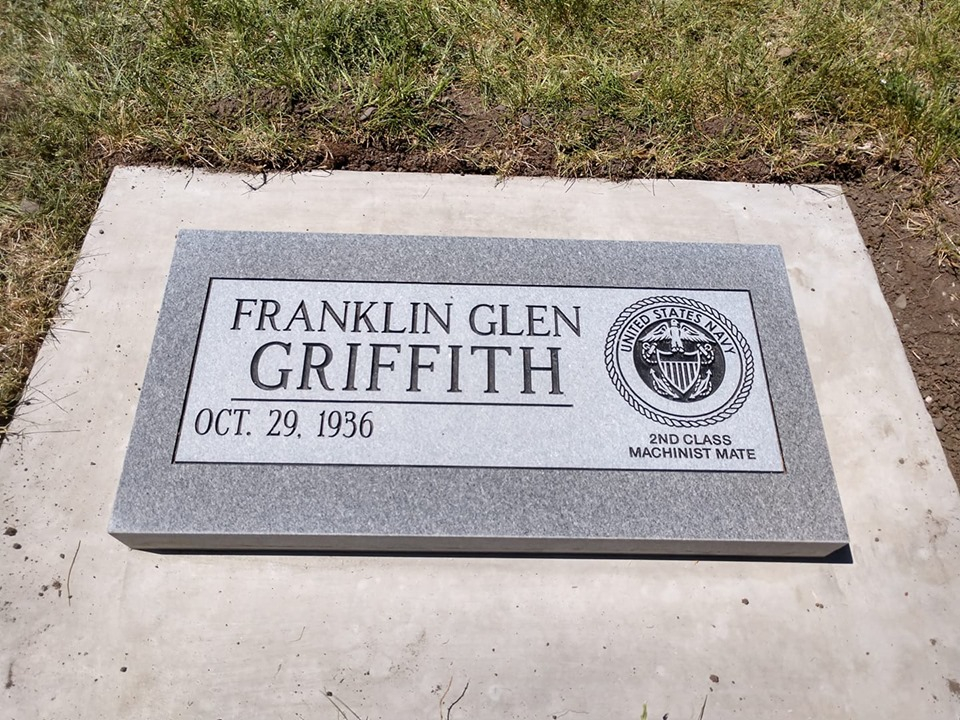 FRANKLIN GLEN
GRIFFITH
OCT. 29, 1936
UNITED STATES NAVY
2ND CLASS
MACHINIST MATE